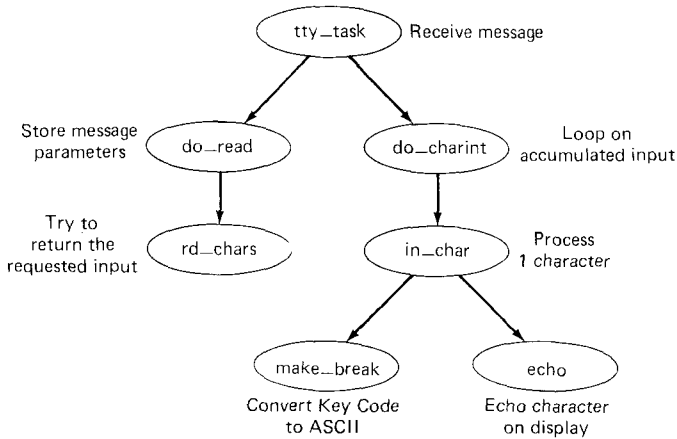 tty_task
Receive message
Store message
parameters
do_read
do_charint
Loop on
accumulated input
Try to
return the
requested input
rd_chars
in_char
Process
1 character
make_break
echo
Convert Key Code
to ASCII
Echo character
on display